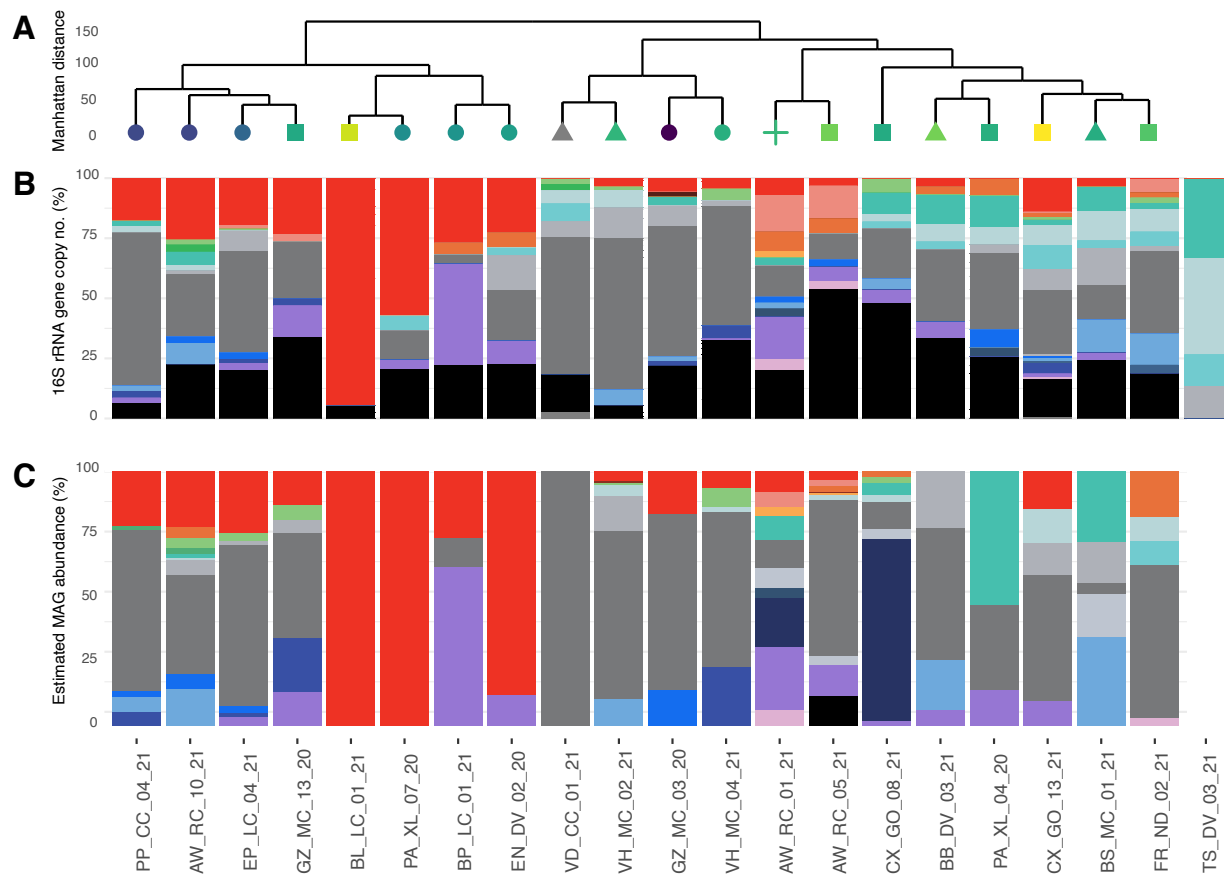 A
Manhattan distance
150
100
50
0
B
16S rRNA gene copy no. (%)
100
75
50
25
0
C
Estimated MAG abundance (%)
100
75
50
25
0
PP_CC_04_21
AW_RC_10_21
EP_LC_04_21
GZ_MC_13_20
BL_LC_01_21
PA_XL_07_20
BP_LC_01_21
EN_DV_02_20
VD_CC_01_21
VH_MC_02_21
GZ_MC_03_20
VH_MC_04_21
AW_RC_01_21
AW_RC_05_21
CX_GO_08_21
BB_DV_03_21
PA_XL_04_20
CX_GO_13_21
BS_MC_01_21
FR_ND_02_21
TS_DV_03_21